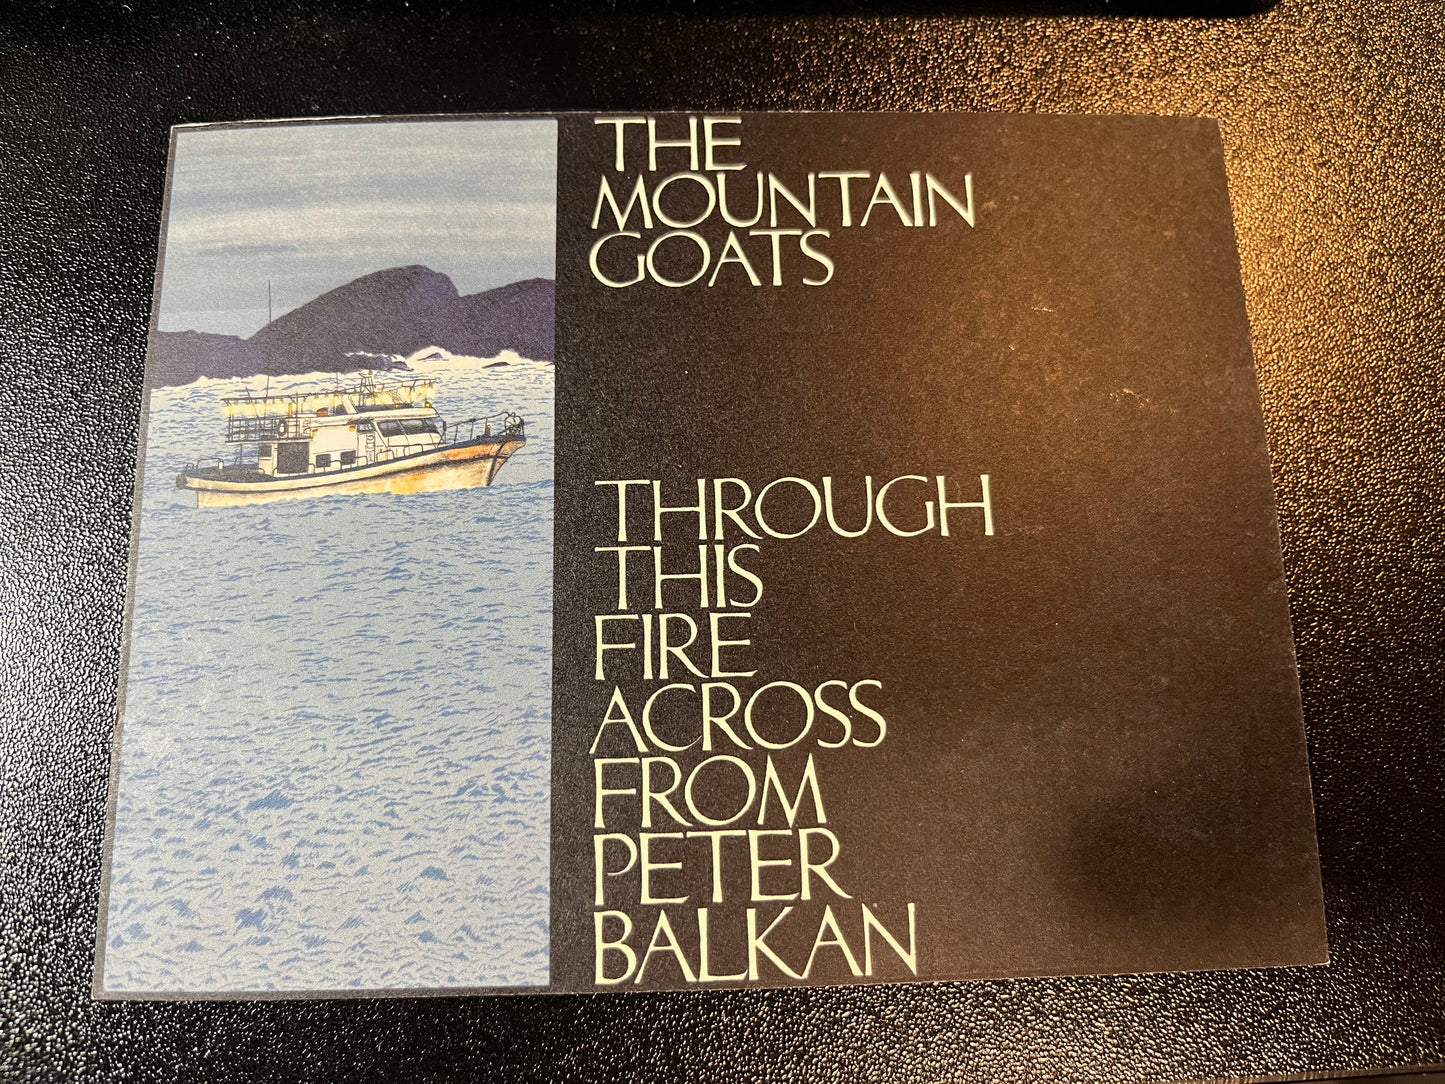 THE
MOUNTAIN
GOATS
THROUGH
THIS
FIRE
ACROSS
FROM
PETER
BALKAN